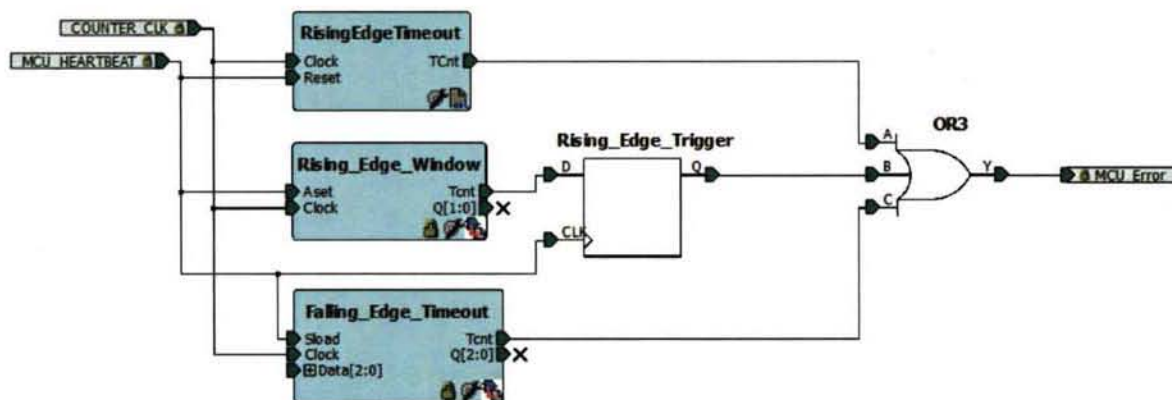 COUNTER_CLK
MCU_HEARTBEAT
RisingEdgeTimeout
Clock
Reset
TCnt
Rising_Edge_Window
Aset
Clock
Tcnt
Q[1:0]
Rising_Edge_Trigger
D
Q
CLK
OR3
A
B
C
Y
MCU_Error
Falling_Edge_Timeout
Sload
Clock
Data[2:0]
Tcnt
Q[2:0]